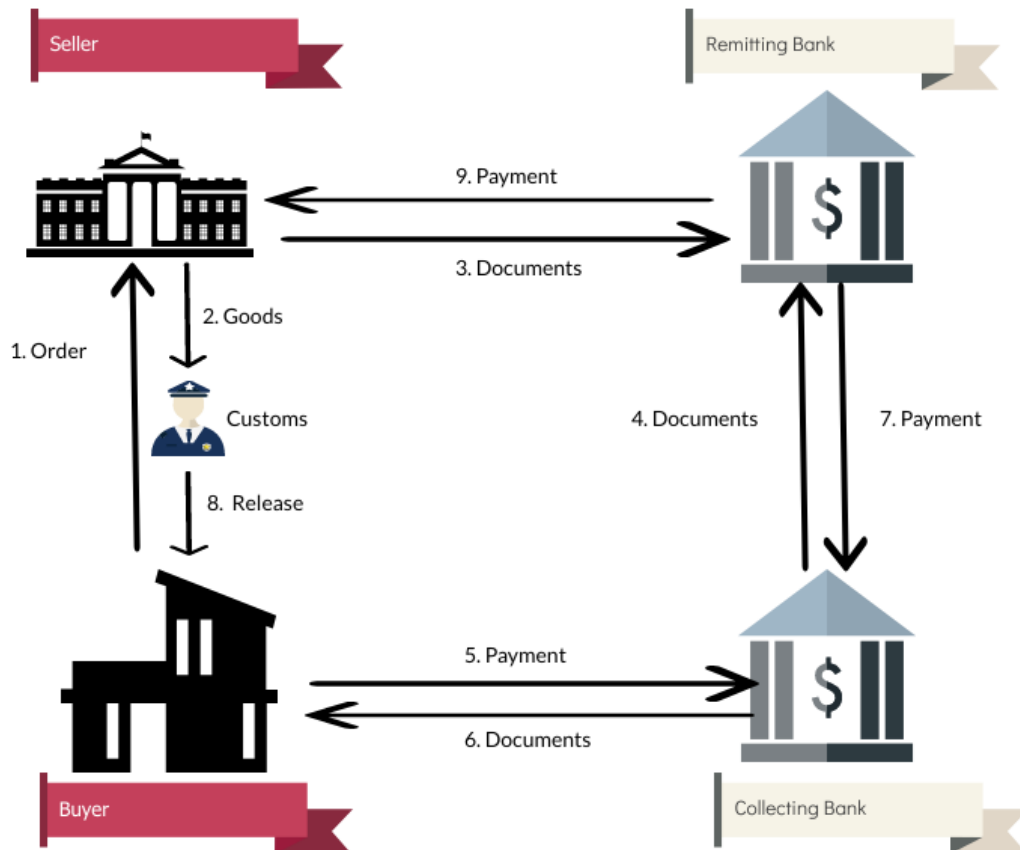 Seller
Remitting Bank
9. Payment
3. Documents
2. Goods
1. Order
Customs
4. Documents
7. Payment
8. Release
5. Payment
6. Documents
Buyer
Collecting Bank
$
$